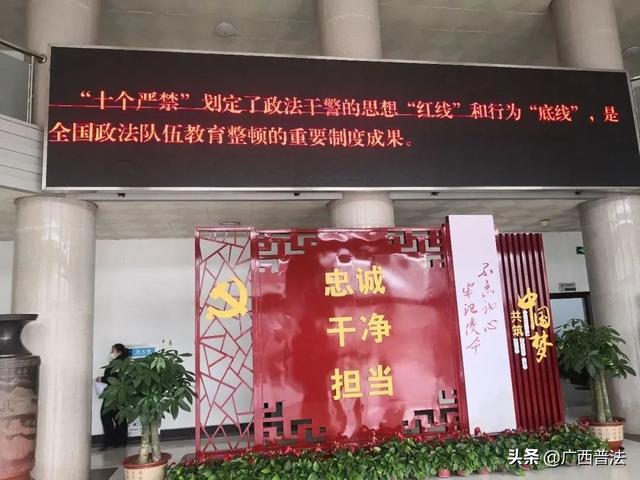 “十个严禁”划定了政法干警的思想“红线”和行为“底线”，是
全国政法队伍教育整顿的重要制度成果。
忠诚
干净
担当
不忘初心
牢记使命
中国梦
共筑
头条 @广西普法